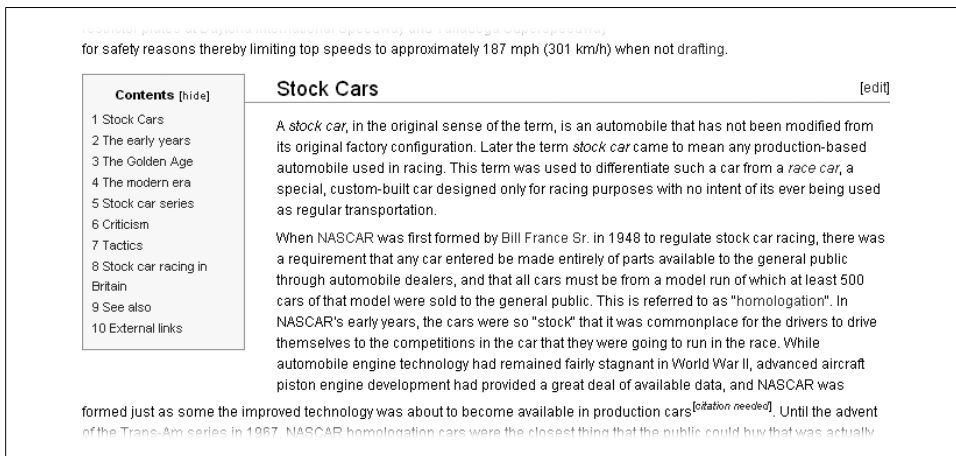 restrictor plates at Daytona International Speedway and Talladega Superspeedway
for safety reasons thereby limiting top speeds to approximately 187 mph (301 km/h) when not drafting.
Contents [hide]
1 Stock Cars
2 The early years
3 The Golden Age
4 The modern era
5 Stock car series
6 Criticism
7 Tactics
8 Stock car racing in
Britain
9 See also
10 External links
Stock Cars [edit]
A stock car, in the original sense of the term, is an automobile that has not been modified from
its original factory configuration. Later the term stock car came to mean any production-based
automobile used in racing. This term was used to differentiate such a car from a race car, a
special, custom-built car designed only for racing purposes with no intent of its ever being used
as regular transportation.
When NASCAR was first formed by Bill France Sr. in 1948 to regulate stock car racing, there was
a requirement that any car entered be made entirely of parts available to the general public
through automobile dealers, and that all cars must be from a model run of which at least 500
cars of that model were sold to the general public. This is referred to as "homologation". In
NASCAR's early years, the cars were so "stock" that it was commonplace for the drivers to drive
themselves to the competitions in the car that they were going to run in the race. While
automobile engine technology had remained fairly stagnant in World War II, advanced aircraft
piston engine development had provided a great deal of available data, and NASCAR was
formed just as some the improved technology was about to become available in production cars[citation needed]. Until the advent
of the Trans-Am series in 1967, NASCAR homologation cars were the closest thing that the public could buy that was actually